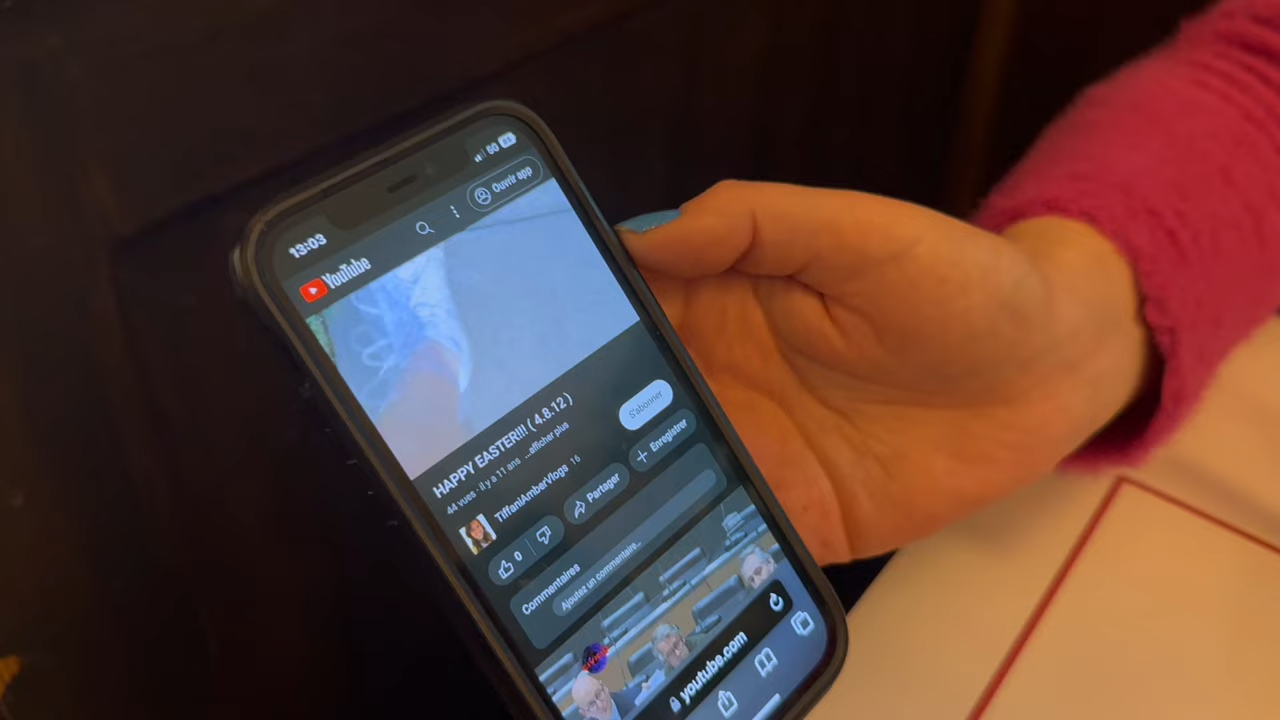 13:03
5G
Ouvrir app
YouTube
HAPPY EASTER!!! ( 4.8.12 )
44 vues · il y a 11 ans ...afficher plus
TiffaniAmberVlogs 16
S'abonner
0
Partager
Enregistrer
Commentaires
Ajoutez un commentaire...
youtube.com